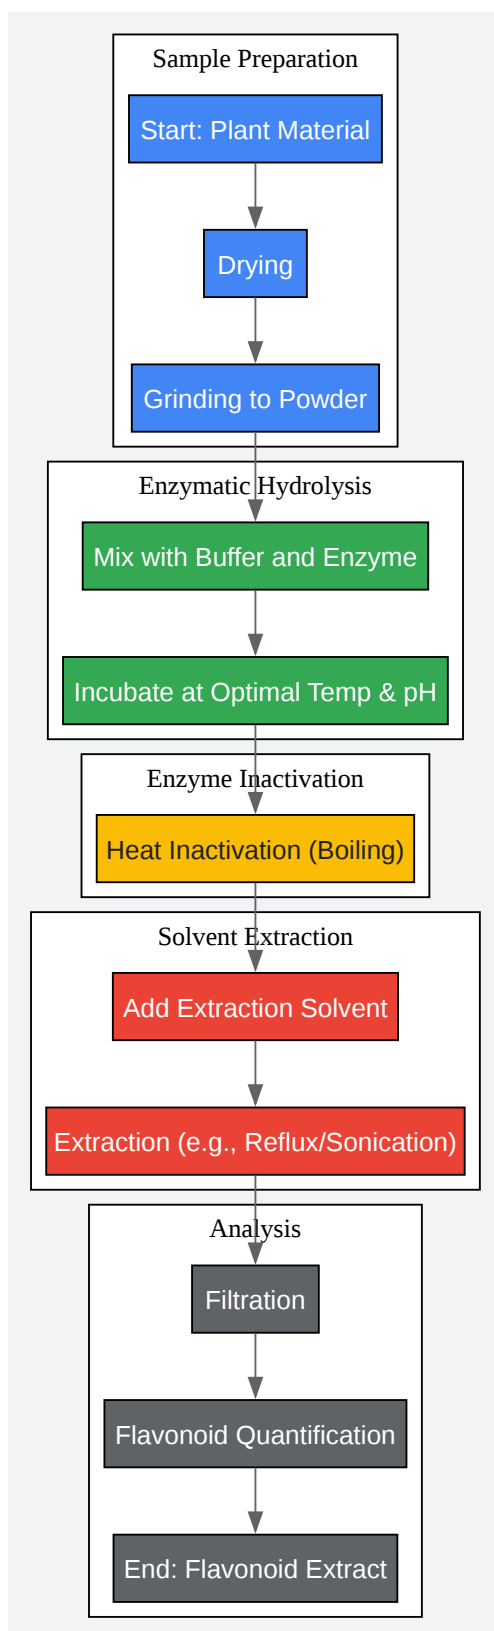 Sample Preparation
Start: Plant Material
Drying
Grinding to Powder
Enzymatic Hydrolysis
Mix with Buffer and Enzyme
Incubate at Optimal Temp & pH
Enzyme Inactivation
Heat Inactivation (Boiling)
Solvent Extraction
Add Extraction Solvent
Extraction (e.g., Reflux/Sonication)
Analysis
Filtration
Flavonoid Quantification
End: Flavonoid Extract